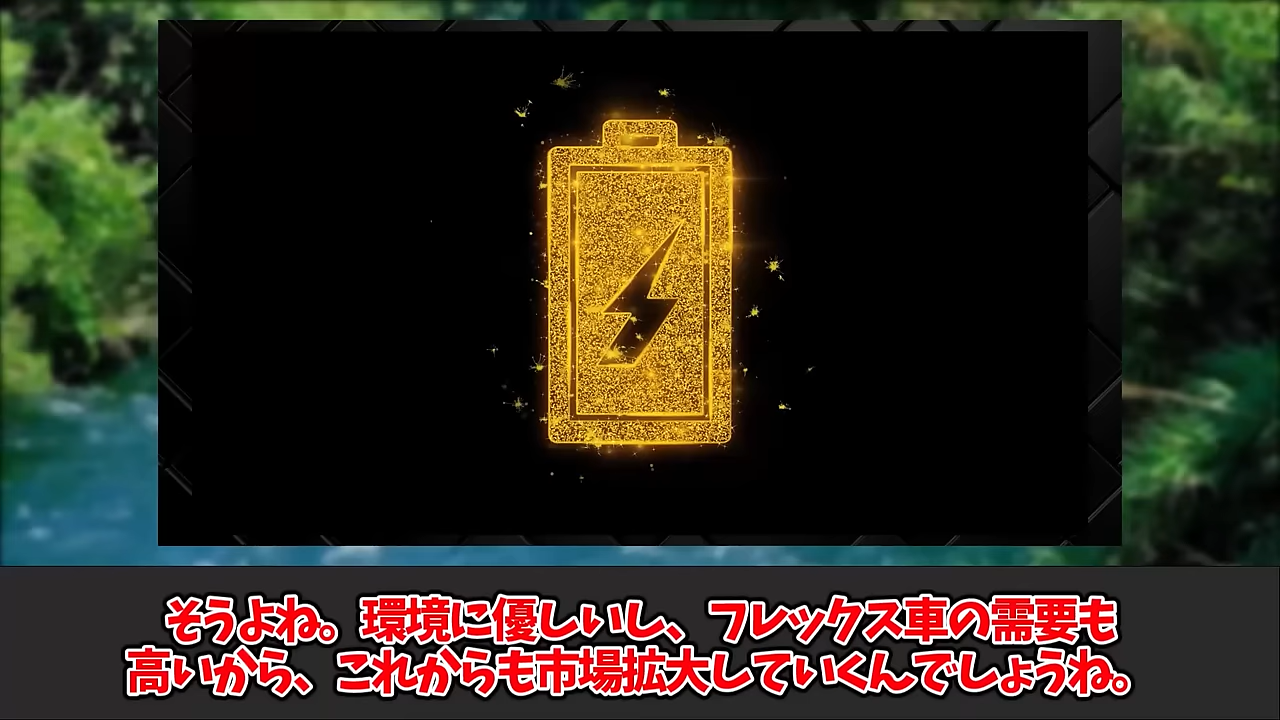 そうよね。環境に優しいし、フレックス車の需要も
高いから、これからも市場拡大していくんでしょうね。